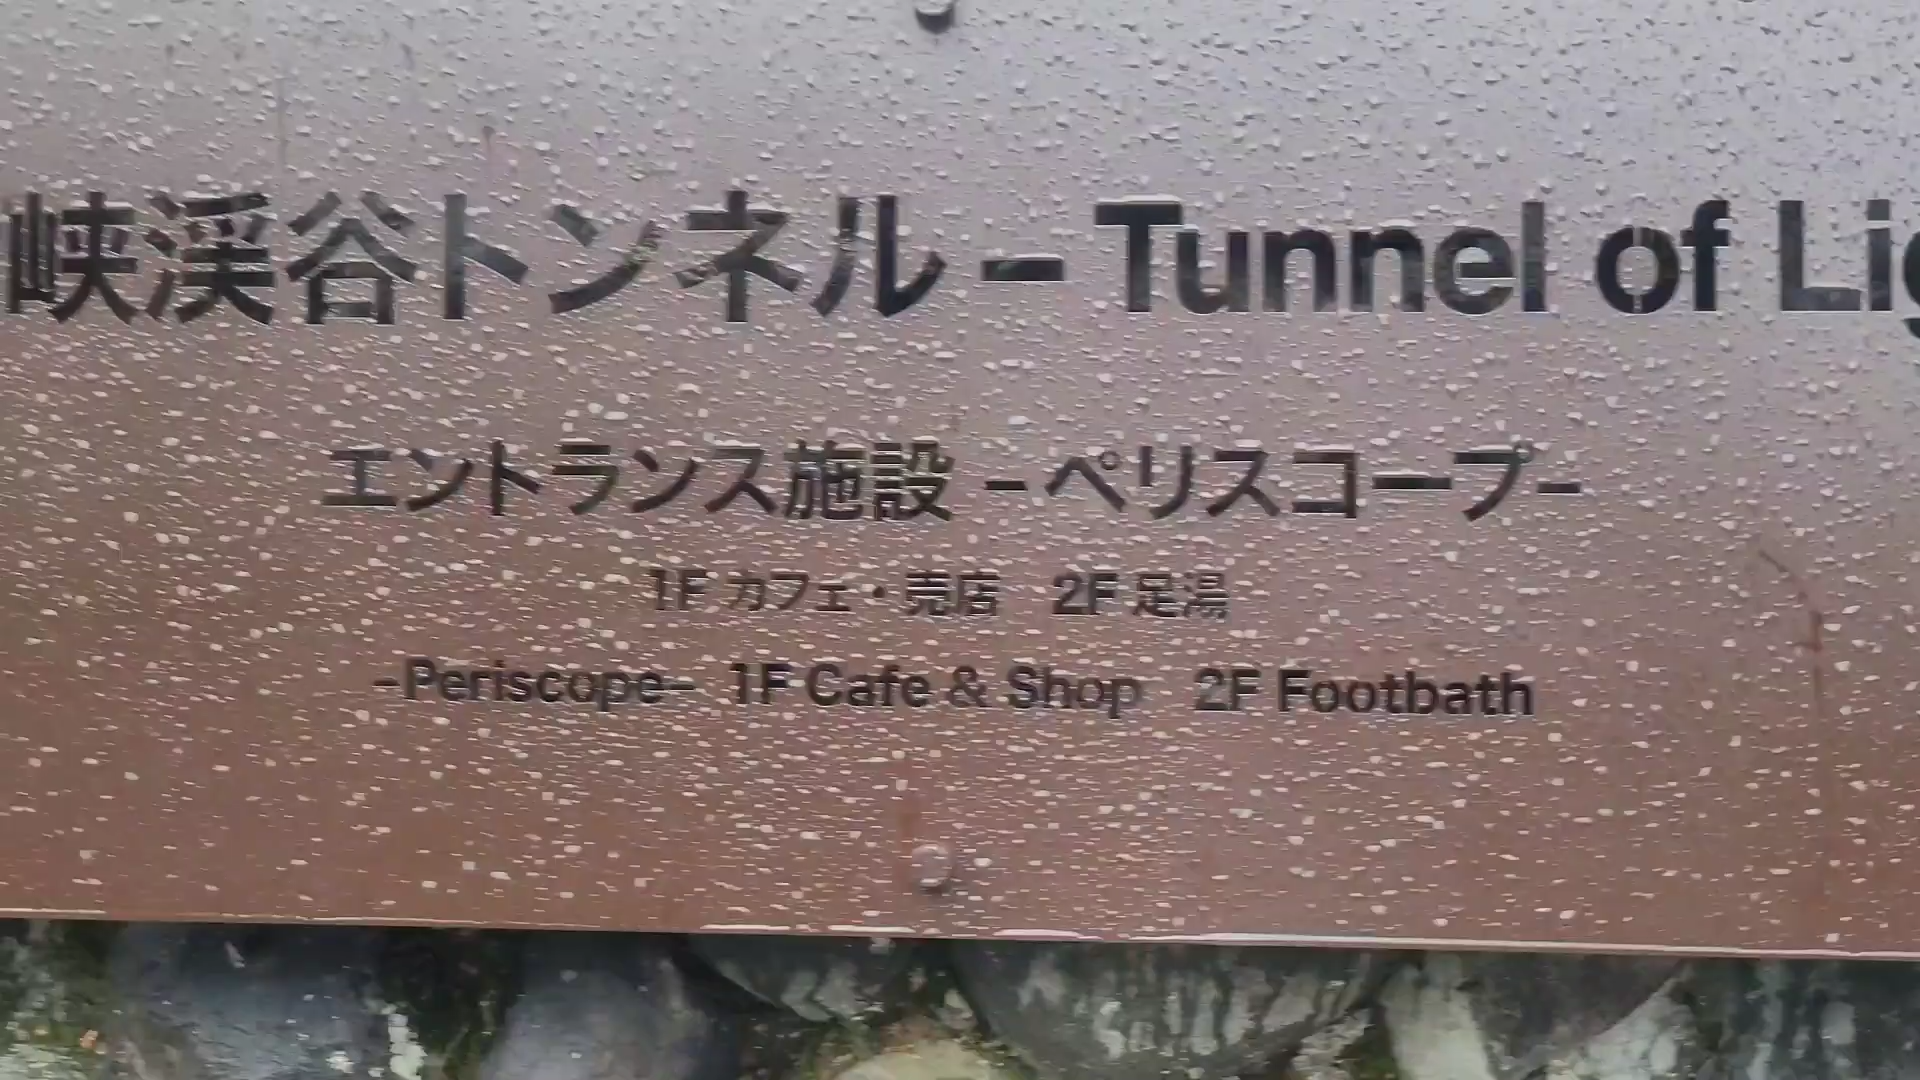 峡渓谷トンネル – Tunnel of Lig
エントランス施設 -ペリスコープ-
1F カフェ・売店 2F 足湯
-Periscope- 1F Cafe & Shop 2F Footbath